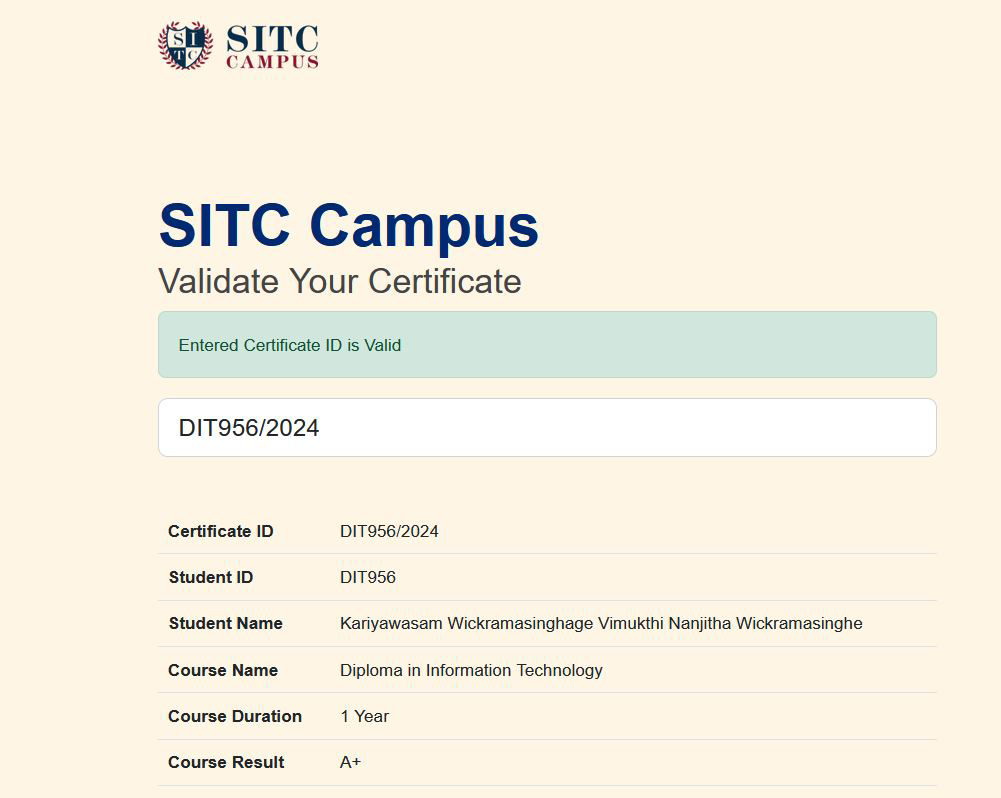 SITC
CAMPUS
SITC Campus
Validate Your Certificate
Entered Certificate ID is Valid
DIT956/2024
Certificate ID DIT956/2024
Student ID DIT956
Student Name Kariyawasam Wickramasinghage Vimukthi Nanjitha Wickramasinghe
Course Name Diploma in Information Technology
Course Duration 1 Year
Course Result A+